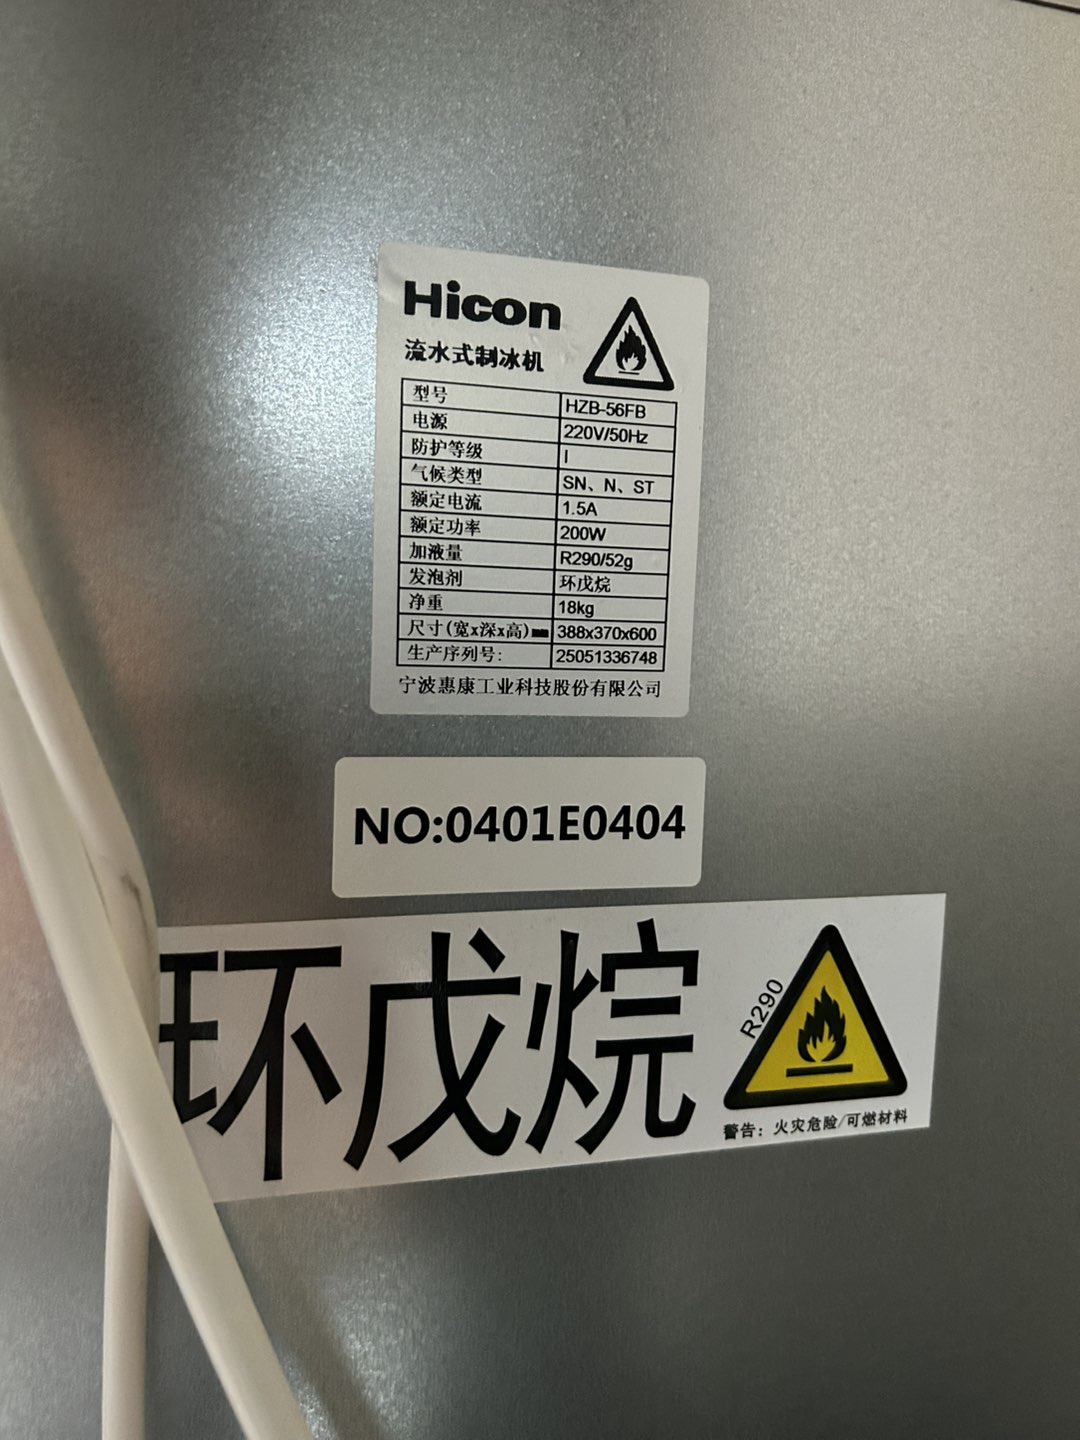 Hicon
流水式制冰机
型号 HZB-56FB
电源 220V/50Hz
防护等级 I
气候类型 SN、N、ST
额定电流 1.5A
额定功率 200W
加液量 R290/52g
发泡剂 环戊烷
净重 18kg
尺寸(宽x深x高)mm 388x370x600
生产序列号: 25051336748
宁波惠康工业科技股份有限公司
NO:0401E0404
环戊烷
R290
警告：火灾危险/可燃材料